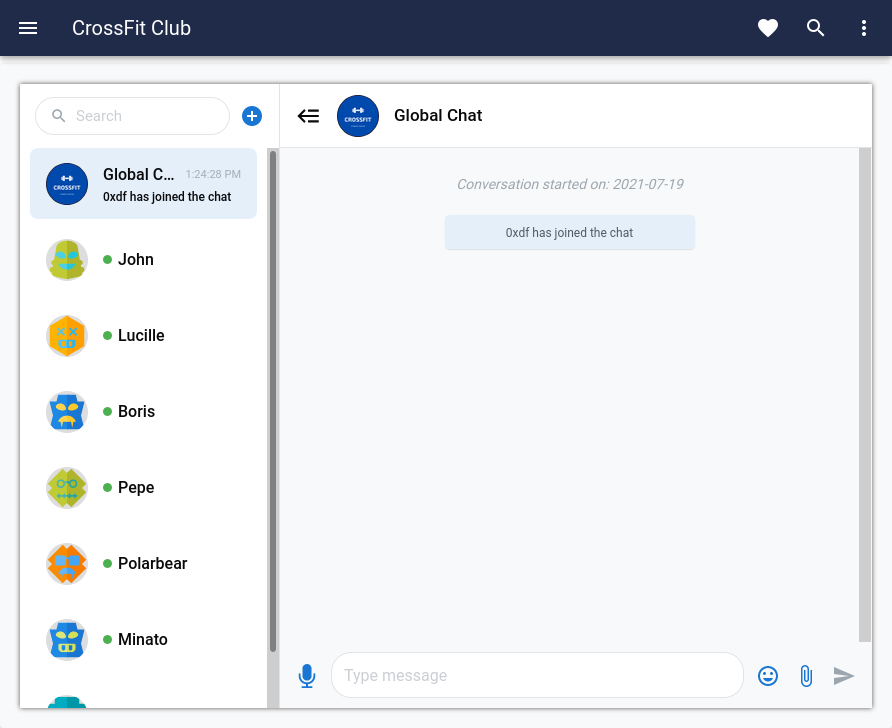 CrossFit Club
Search
Global C... 1:24:28 PM
0xdf has joined the chat
John
Lucille
Boris
Pepe
Polarbear
Minato
CROSSFIT
Global Chat
Conversation started on: 2021-07-19
0xdf has joined the chat
Type message